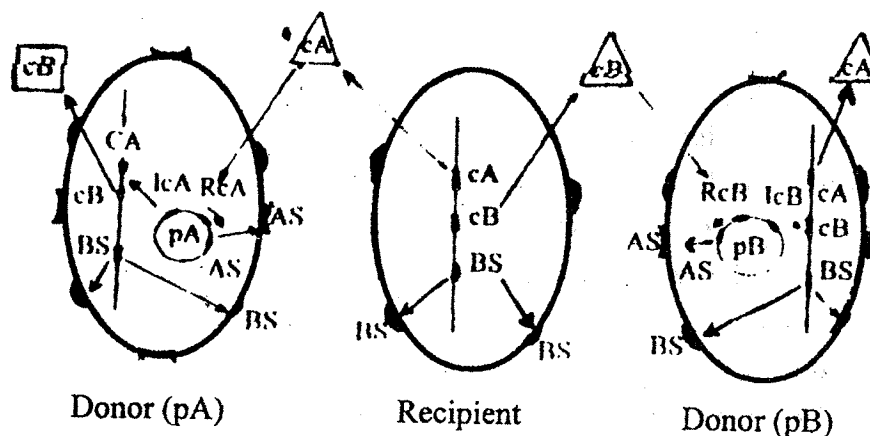 cB
cA
cB
cA
CA
cB
IcA
RcA
pA
AS
AS
BS
BS
cA
cB
BS
BS
BS
RcB
IcB
cA
cB
pB
AS
AS
BS
BS
Donor (pA)
Recipient
Donor (pB)